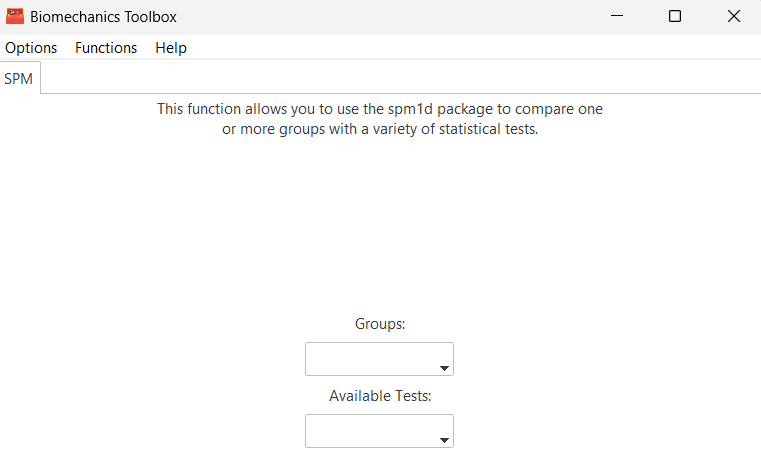 Biomechanics Toolbox
Options Functions Help
SPM
This function allows you to use the spm1d package to compare one
or more groups with a variety of statistical tests.
Groups:
Available Tests: